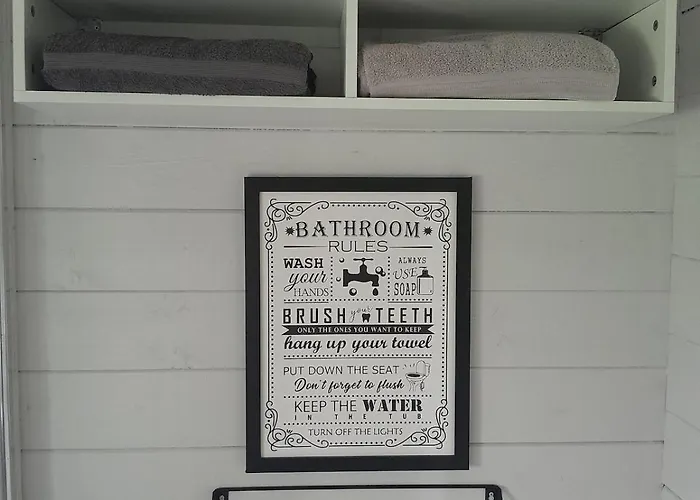 BATHROOM
RULES
WASH
your
HANDS
ALWAYS
USE
SOAP
BRUSH your TEETH
ONLY THE ONES YOU WANT TO KEEP
hang up your towel
PUT DOWN THE SEAT
Don't forget to flush
KEEP THE WATER
IN THE TUB
TURN OFF THE LIGHTS